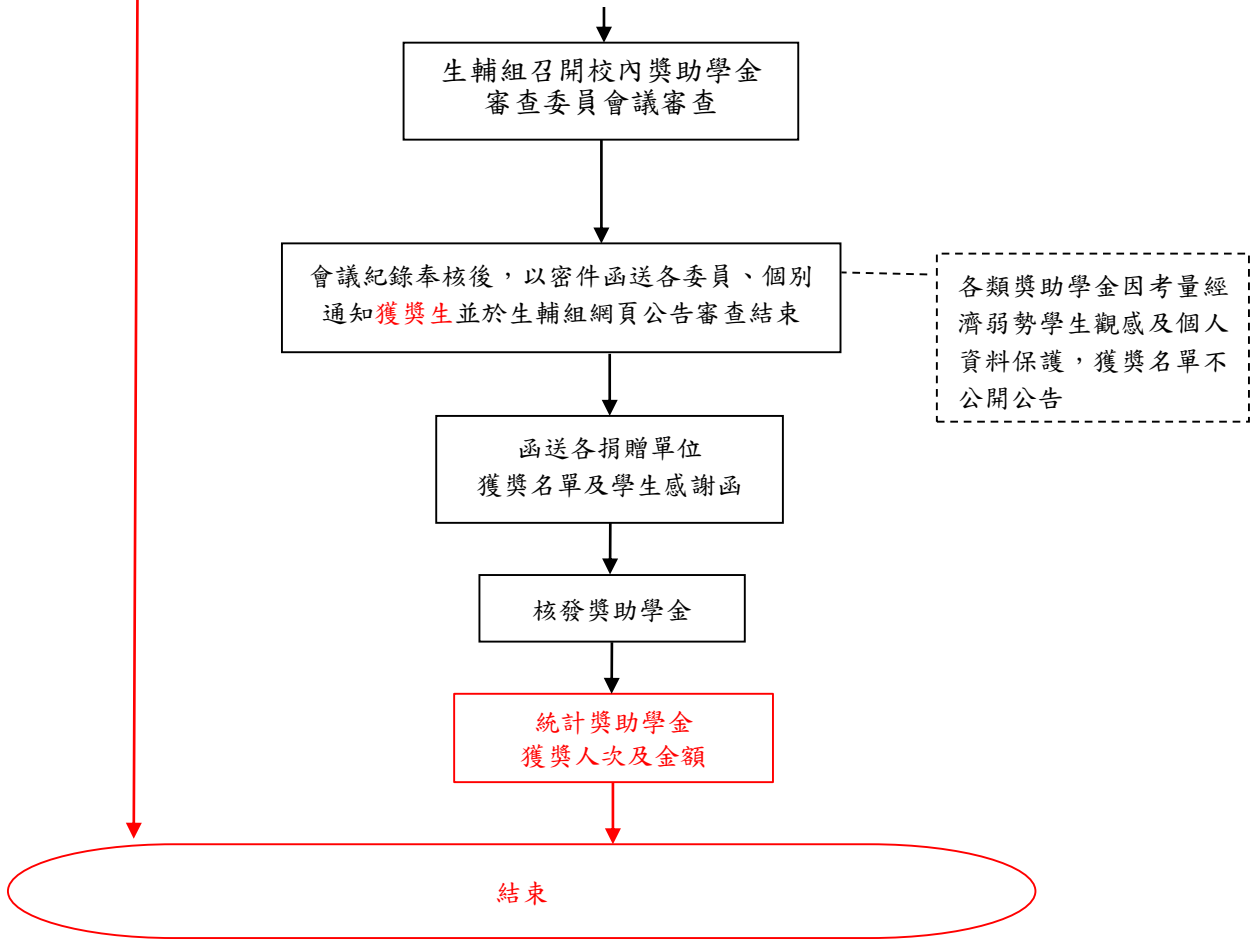 生輔組召開校內獎助學金
審查委員會議審查
會議紀錄奉核後，以密件函送各委員、個別
通知獲獎生並於生輔組網頁公告審查結束
各類獎助學金因考量經
濟弱勢學生觀感及個人
資料保護，獲獎名單不
公開公告
函送各捐贈單位
獲獎名單及學生感謝函
核發獎助學金
統計獎助學金
獲獎人次及金額
結束